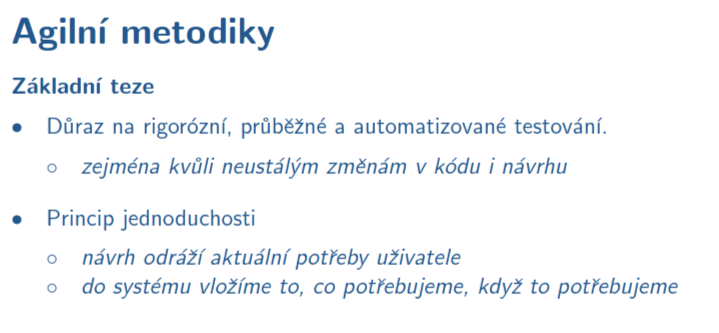 Agilní metodiky
Základní teze
• Důraz na rigorózní, průběžné a automatizované testování.
○ zejména kvůli neustálým změnám v kódu i návrhu
• Princip jednoduchosti
○ návrh odráží aktuální potřeby uživatele
○ do systému vložíme to, co potřebujeme, když to potřebujeme